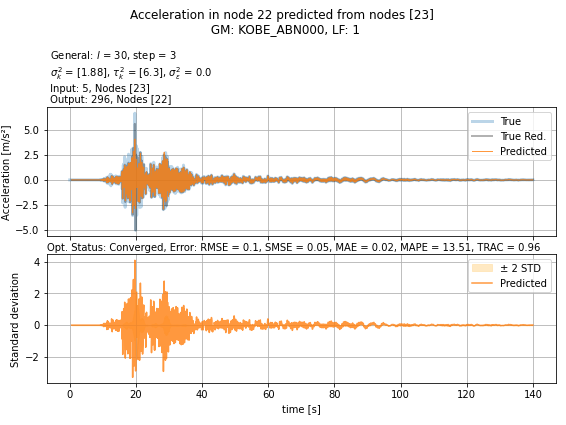 Acceleration in node 22 predicted from nodes [23]
GM: KOBE_ABN000, LF: 1
General: l = 30, step = 3
σ²ₖ = [1.88], τ²ₖ = [6.3], σ²ε = 0.0
Input: 5, Nodes [23]
Output: 296, Nodes [22]
Acceleration [m/s²]
5.0
2.5
0.0
−2.5
−5.0
True
True Red.
Predicted
Opt. Status: Converged, Error: RMSE = 0.1, SMSE = 0.05, MAE = 0.02, MAPE = 13.51, TRAC = 0.96
Standard deviation
4
2
0
−2
± 2 STD
Predicted
0 20 40 60 80 100 120 140
time [s]